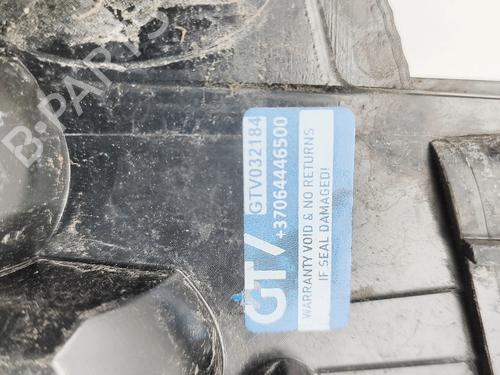 GTV
GTV032184
+37064446500
WARRANTY VOID & NO RETURNS
IF SEAL DAMAGED!
B-PARTS